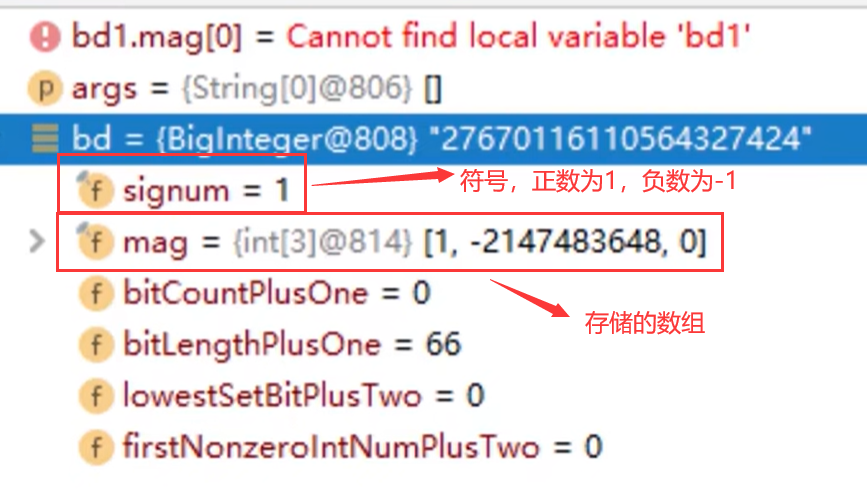 bd1.mag[0] = Cannot find local variable 'bd1'
p args = {String[0]@806} []
bd = {BigInteger@808} "27670116110564327424"
f signum = 1 符号，正数为1，负数为-1
f mag = {int[3]@814} [1, -2147483648, 0]
f bitCountPlusOne = 0
存储的数组
f bitLengthPlusOne = 66
f lowestSetBitPlusTwo = 0
f firstNonzeroIntNumPlusTwo = 0